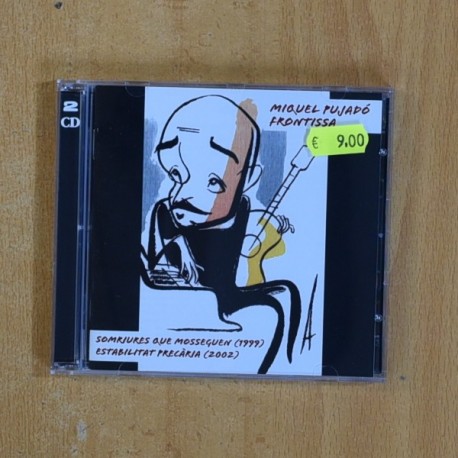 2
CD
MIQUEL PUJADÓ
FRONTISSA
€ 9.00
SOMRIURES QUE MOSSEGUEN (1999)
ESTABILITAT PRECÀRIA (2002)